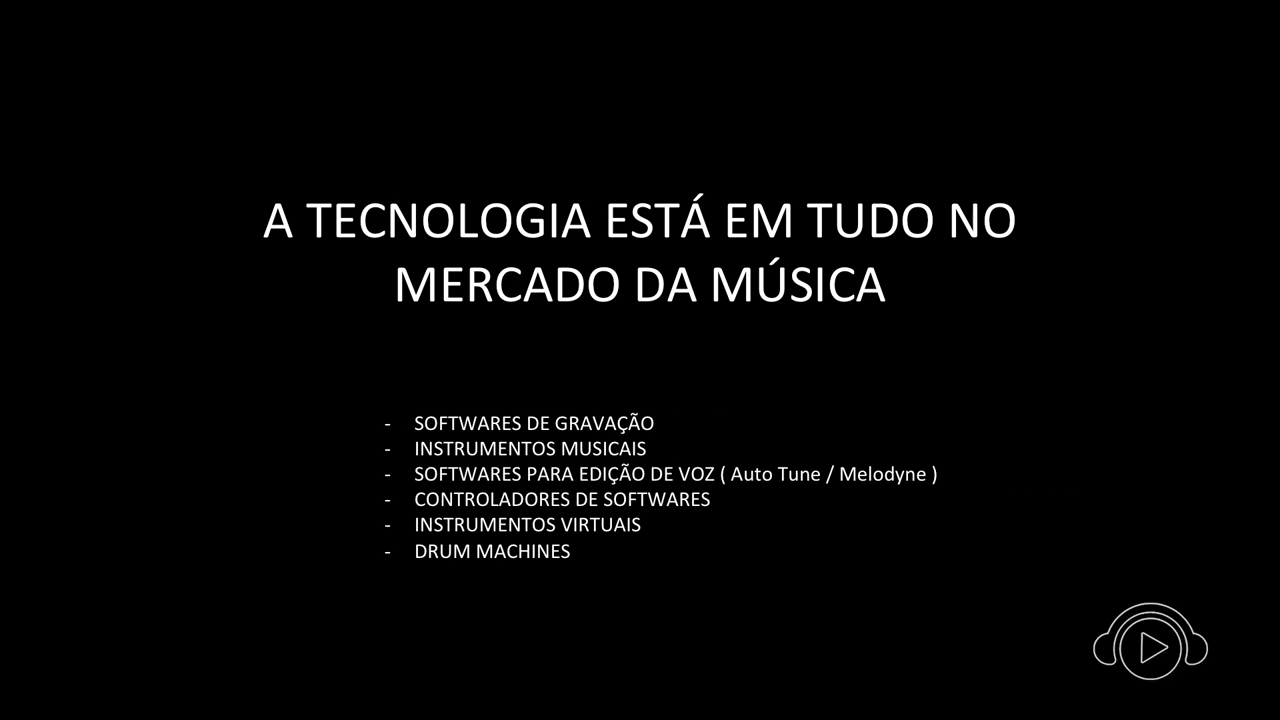 A TECNOLOGIA ESTÁ EM TUDO NO
MERCADO DA MÚSICA
- SOFTWARES DE GRAVAÇÃO
- INSTRUMENTOS MUSICAIS
- SOFTWARES PARA EDIÇÃO DE VOZ ( Auto Tune / Melodyne )
- CONTROLADORES DE SOFTWARES
- INSTRUMENTOS VIRTUAIS
- DRUM MACHINES